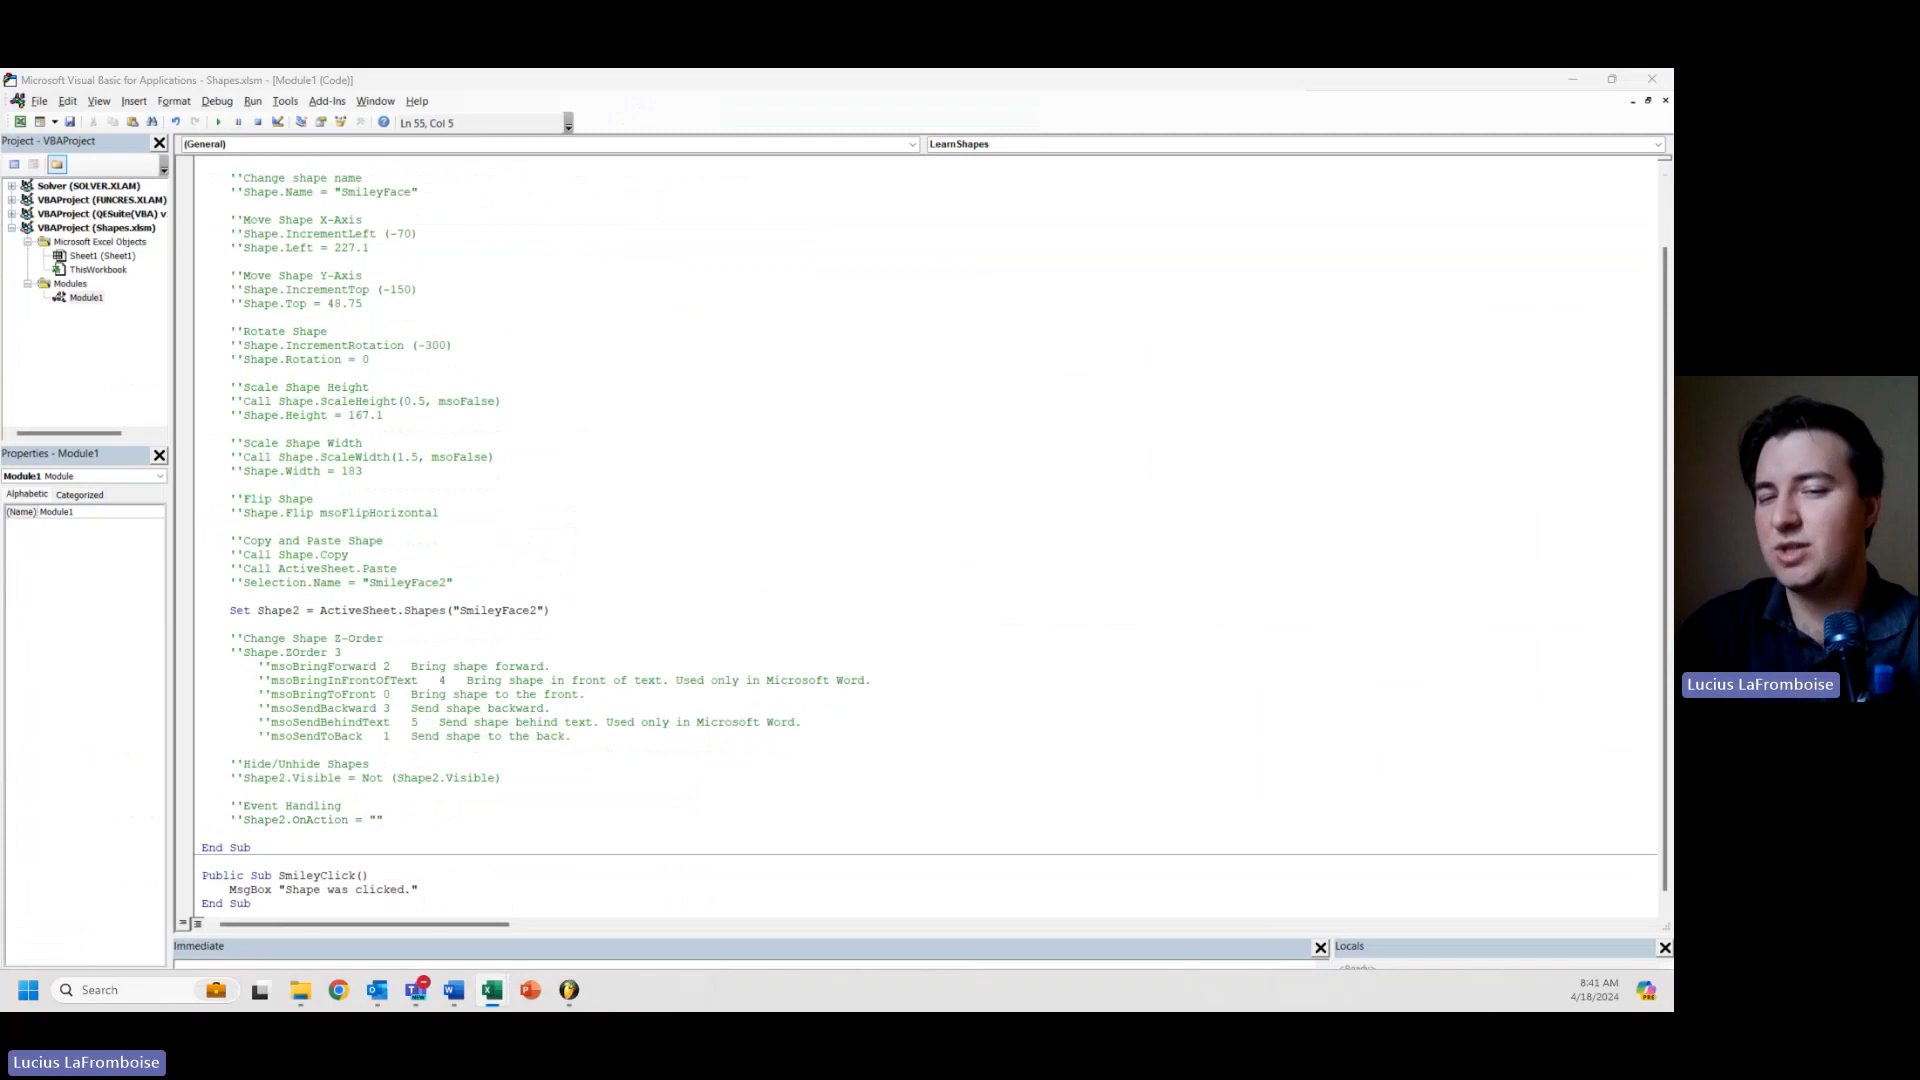 Microsoft Visual Basic for Applications - Shapes.xlsm - [Module1 (Code)]
File Edit View Insert Format Debug Run Tools Add-Ins Window Help
Ln 55, Col 5
Project - VBAProject
(General)
LearnShapes
Solver (SOLVER.XLAM)
VBAProject (FUNCRES.XLAM)
VBAProject (QESuite(VBA) v
VBAProject (Shapes.xlsm)
Microsoft Excel Objects
Sheet1 (Sheet1)
ThisWorkbook
Modules
Module1
Properties - Module1
Module1 Module
Alphabetic Categorized
(Name) Module1
''Change shape name
''Shape.Name = "SmileyFace"
''Move Shape X-Axis
''Shape.IncrementLeft (-70)
''Shape.Left = 227.1
''Move Shape Y-Axis
''Shape.IncrementTop (-150)
''Shape.Top = 48.75
''Rotate Shape
''Shape.IncrementRotation (-300)
''Shape.Rotation = 0
''Scale Shape Height
''Call Shape.ScaleHeight(0.5, msoFalse)
''Shape.Height = 167.1
''Scale Shape Width
''Call Shape.ScaleWidth(1.5, msoFalse)
''Shape.Width = 183
''Flip Shape
''Shape.Flip msoFlipHorizontal
''Copy and Paste Shape
''Call Shape.Copy
''Call ActiveSheet.Paste
''Selection.Name = "SmileyFace2"
Set Shape2 = ActiveSheet.Shapes("SmileyFace2")
''Change Shape Z-Order
''Shape.ZOrder 3
''msoBringForward 2 Bring shape forward.
''msoBringInFrontOfText 4 Bring shape in front of text. Used only in Microsoft Word.
''msoBringToFront 0 Bring shape to the front.
''msoSendBackward 3 Send shape backward.
''msoSendBehindText 5 Send shape behind text. Used only in Microsoft Word.
''msoSendToBack 1 Send shape to the back.
''Hide/Unhide Shapes
''Shape2.Visible = Not (Shape2.Visible)
''Event Handling
''Shape2.OnAction = ""
End Sub
Public Sub SmileyClick()
MsgBox "Shape was clicked."
End Sub
Immediate
Locals
Search
8:41 AM
4/18/2024
Lucius LaFromboise
Lucius LaFromboise